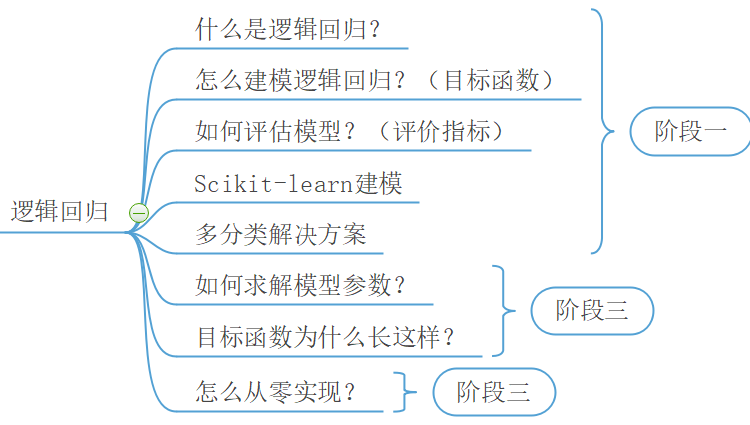 什么是逻辑回归？
怎么建模逻辑回归？（目标函数）
如何评估模型？（评价指标）
阶段一
Scikit-learn建模
逻辑回归
多分类解决方案
如何求解模型参数？
阶段三
目标函数为什么长这样？
怎么从零实现？
阶段三